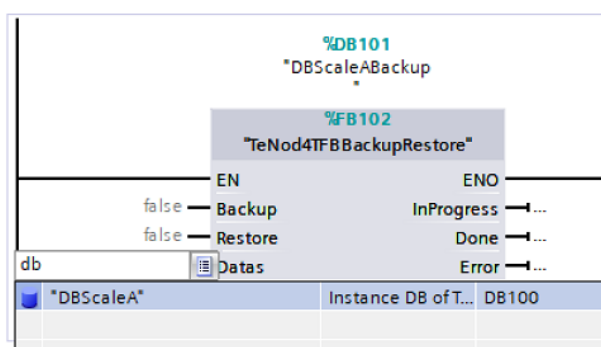 %DB101
"DBScaleABackup
"
%FB102
"TeNod4TFBBackupRestore"
EN ENO
false Backup InProgress ...
false Restore Done ...
db Datas Error ...
"DBScaleA" Instance DB of T... DB100